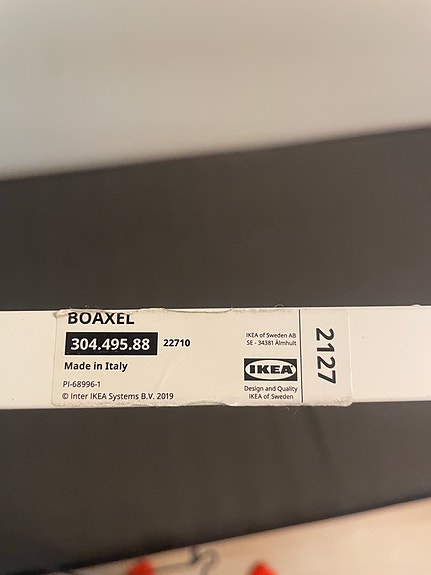 BOAXEL
304.495.88 22710
Made in Italy
PI-68996-1
© Inter IKEA Systems B.V. 2019
IKEA of Sweden AB
SE - 34381 Älmhult
IKEA
Design and Quality
IKEA of Sweden
2127